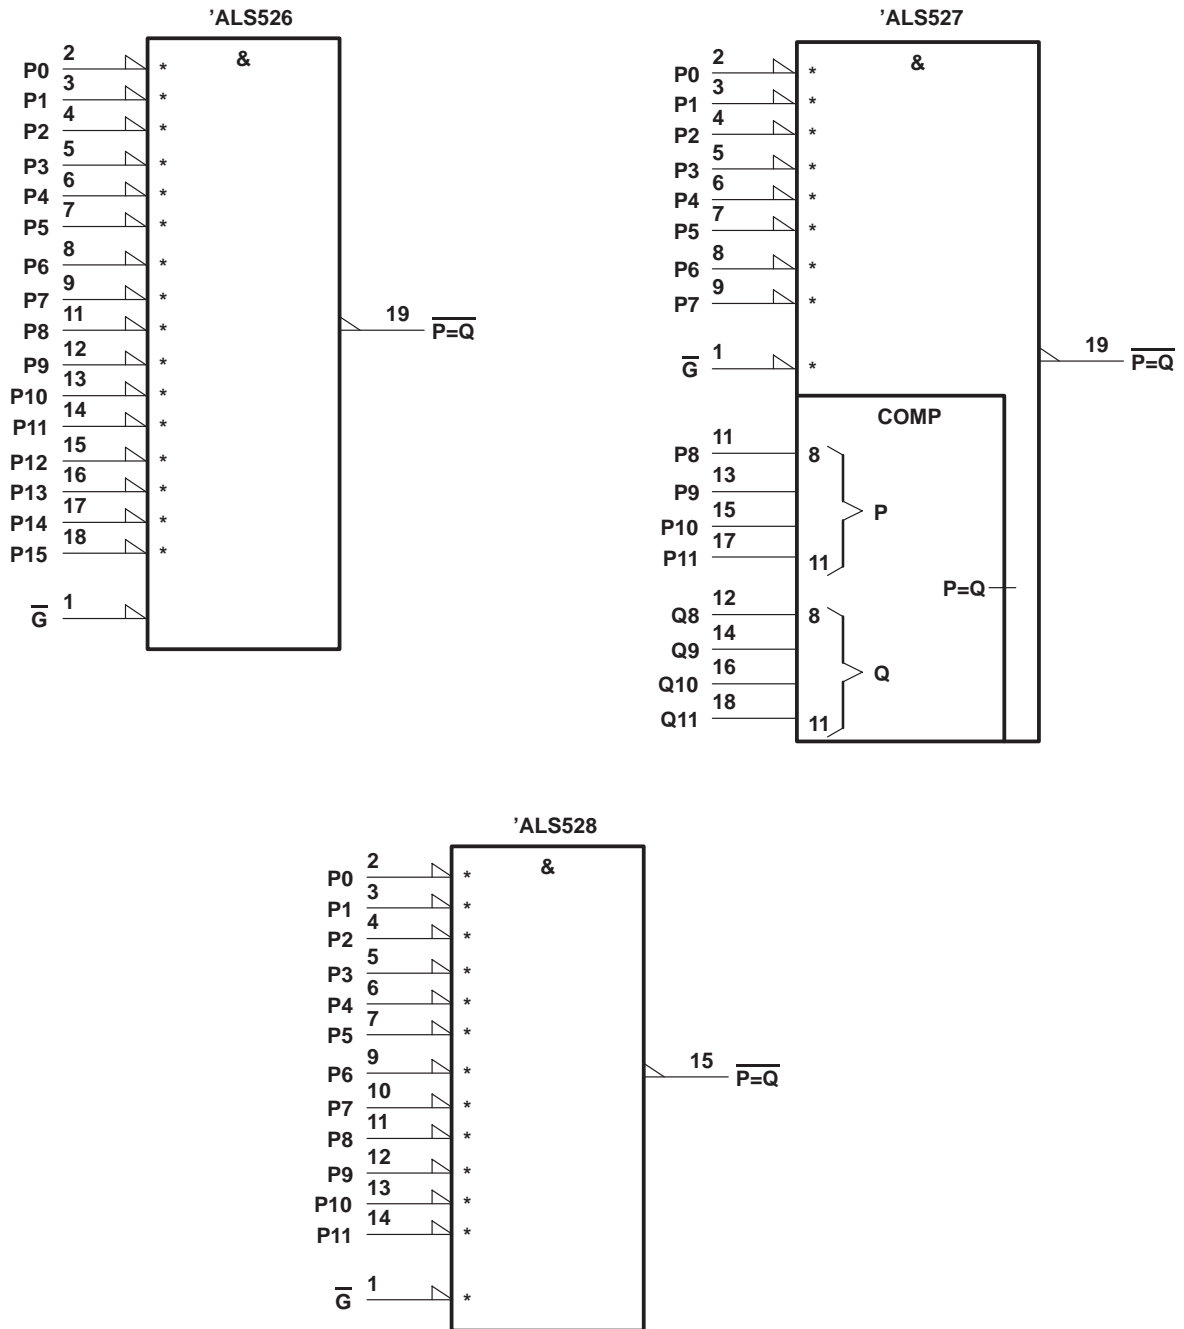 'ALS526
&
P0 2 *
P1 3 *
P2 4 *
P3 5 *
P4 6 *
P5 7 *
P6 8 *
P7 9 *
P8 11 *
P9 12 *
P10 13 *
P11 14 *
P12 15 *
P13 16 *
P14 17 *
P15 18 *
G̅ 1
19 P̅=̅Q̅
'ALS527
&
P0 2 *
P1 3 *
P2 4 *
P3 5 *
P4 6 *
P5 7 *
P6 8 *
P7 9 *
G̅ 1 *
19 P̅=̅Q̅
COMP
P8 11 8
P9 13
P10 15
P11 17 11
P
P=Q
Q8 12 8
Q9 14
Q10 16
Q11 18 11
Q
'ALS528
&
P0 2 *
P1 3 *
P2 4 *
P3 5 *
P4 6 *
P5 7 *
P6 9 *
P7 10 *
P8 11 *
P9 12 *
P10 13 *
P11 14 *
G̅ 1 *
15 P̅=̅Q̅